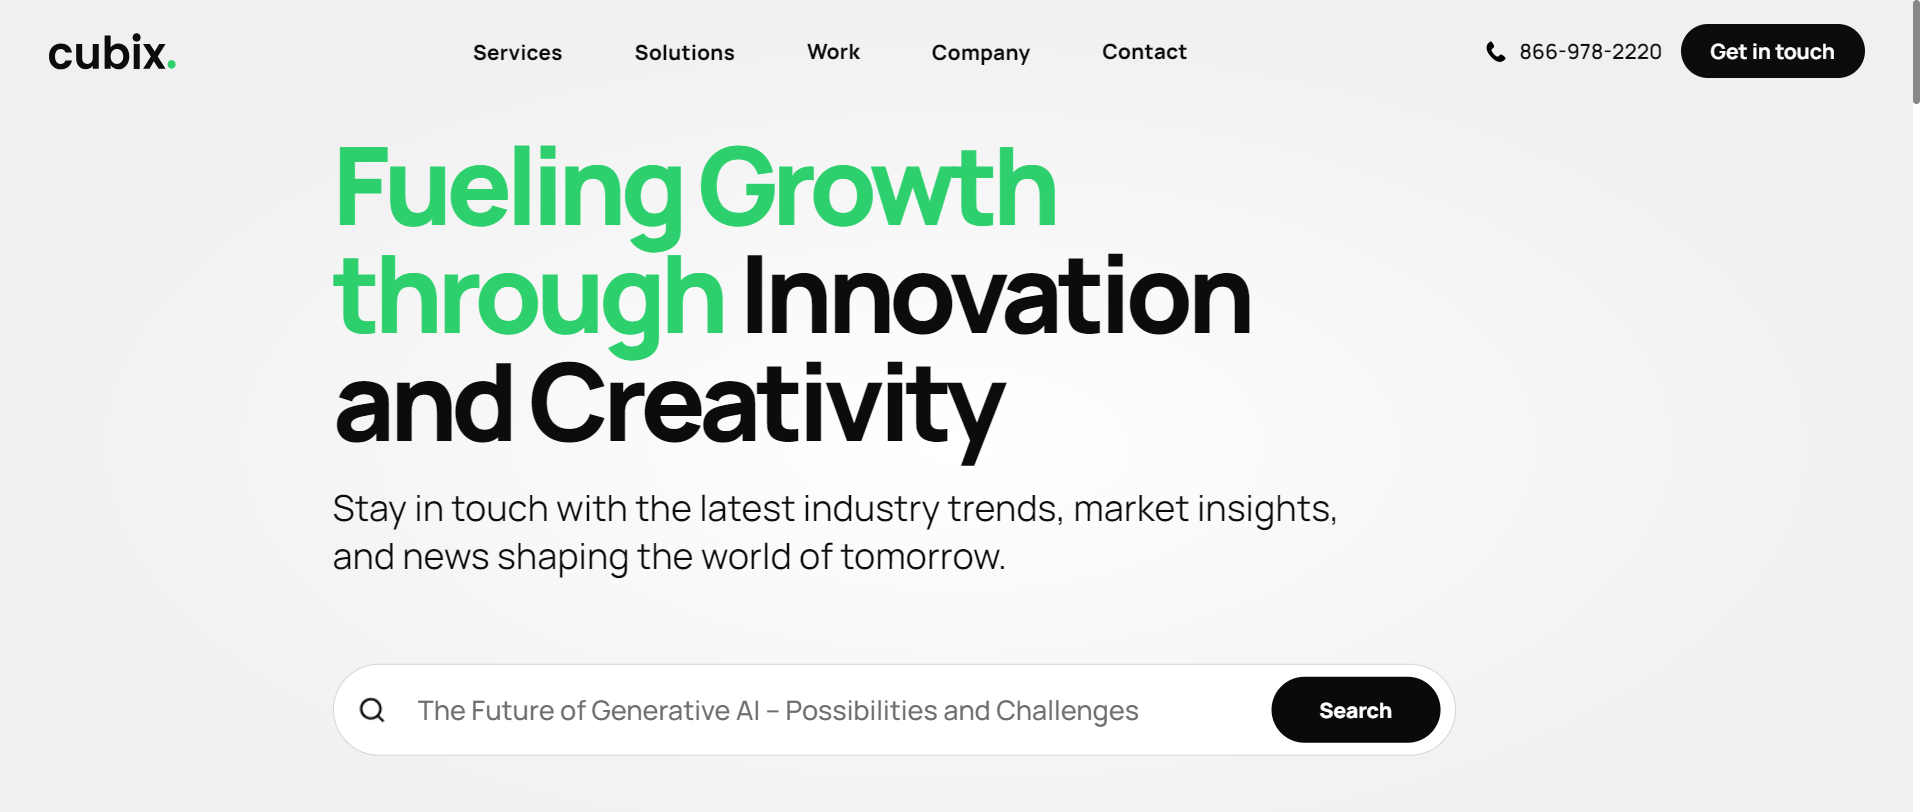 cubix.
Services
Solutions
Work
Company
Contact
866-978-2220
Get in touch
Fueling Growth
through Innovation
and Creativity
Stay in touch with the latest industry trends, market insights,
and news shaping the world of tomorrow.
The Future of Generative AI – Possibilities and Challenges
Search